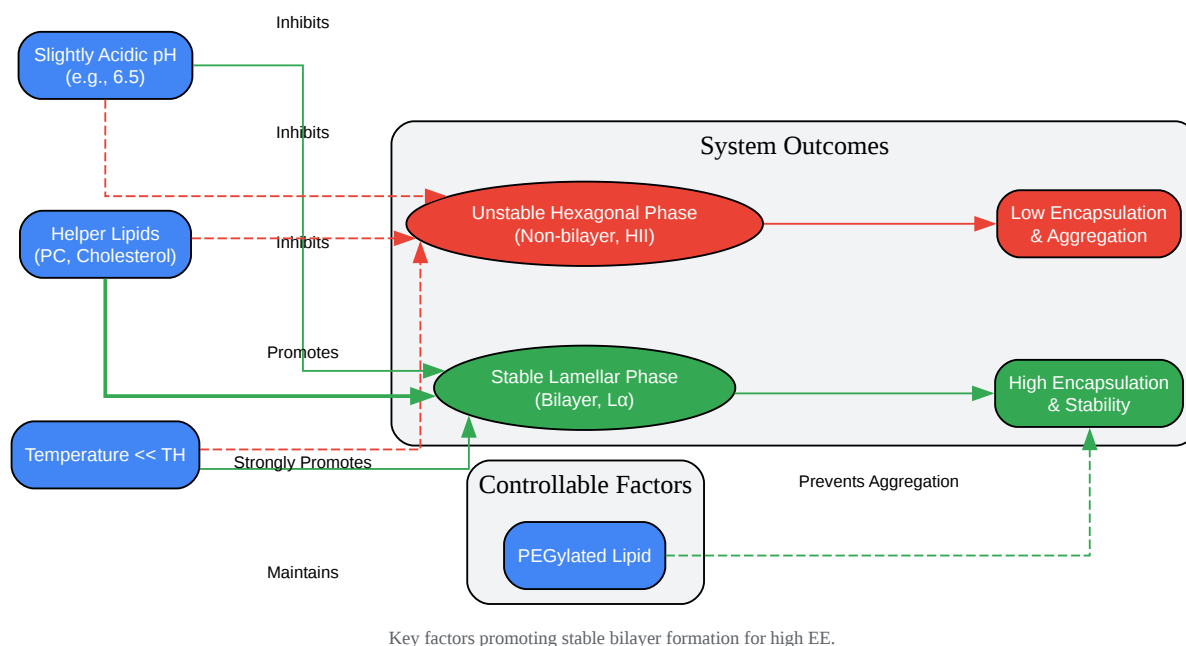 Inhibits
Slightly Acidic pH
(e.g., 6.5)
Inhibits
System Outcomes
Unstable Hexagonal Phase
(Non-bilayer, HII)
Low Encapsulation
& Aggregation
Helper Lipids
(PC, Cholesterol)
Inhibits
Promotes
Stable Lamellar Phase
(Bilayer, Lα)
High Encapsulation
& Stability
Temperature << TH
Strongly Promotes
Controllable Factors
Prevents Aggregation
PEGylated Lipid
Maintains
Key factors promoting stable bilayer formation for high EE.